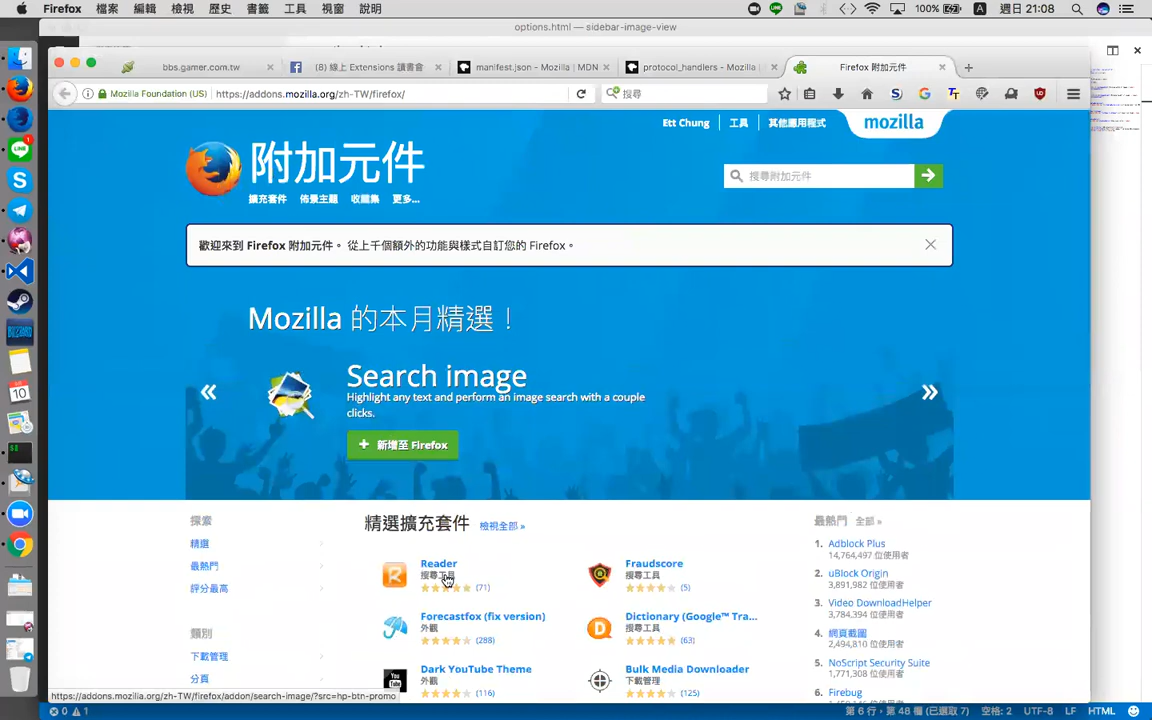 Firefox 檔案 編輯 檢視 歷史 書籤 工具 視窗 說明
100% A 週日 21:08
options.html — sidebar-image-view
bbs.gamer.com.tw
(8) 線上 Extensions 讀書會
manifest.json - Mozilla | MDN
protocol_handlers - Mozilla
Firefox 附加元件
Mozilla Foundation (US)
https://addons.mozilla.org/zh-TW/firefox/
搜尋
Ett Chung 工具 其他應用程式
mozilla
附加元件
擴充套件 佈景主題 收藏集 更多...
搜尋附加元件
歡迎來到 Firefox 附加元件。 從上千個額外的功能與樣式自訂您的 Firefox。
Mozilla 的本月精選！
Search image
Highlight any text and perform an image search with a couple
clicks.
新增至 Firefox
探索
精選
最熱門
評分最高
類別
下載管理
分頁
精選擴充套件 檢視全部 »
Reader
搜尋工具
(71)
Fraudscore
搜尋工具
(5)
Forecastfox (fix version)
外觀
(288)
Dictionary (Google™ Tra...
搜尋工具
(63)
Dark YouTube Theme
外觀
(116)
Bulk Media Downloader
下載管理
(125)
最熱門 全部 »
1. Adblock Plus
14,764,497 位使用者
2. uBlock Origin
3,891,982 位使用者
3. Video DownloadHelper
3,784,394 位使用者
4. 網頁截圖
2,494,810 位使用者
5. NoScript Security Suite
1,771,308 位使用者
6. Firebug
https://addons.mozilla.org/zh-TW/firefox/addon/search-image/?src=hp-btn-promo
0 1
第 6 行，第 48 欄 (已選取 7) 空格: 2 UTF-8 LF HTML